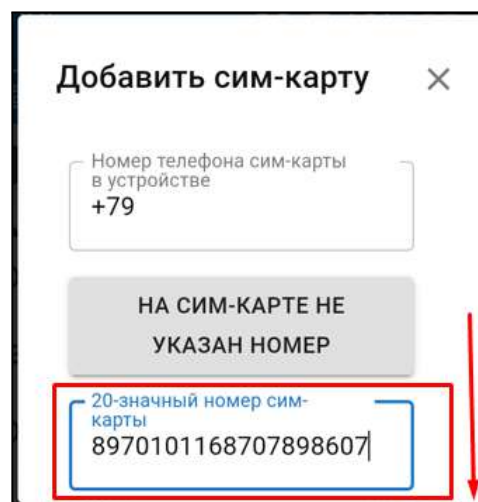 Добавить сим-карту
Номер телефона сим-карты
в устройстве
+79
НА СИМ-КАРТЕ НЕ
УКАЗАН НОМЕР
20-значный номер сим-
карты
8970101168707898607